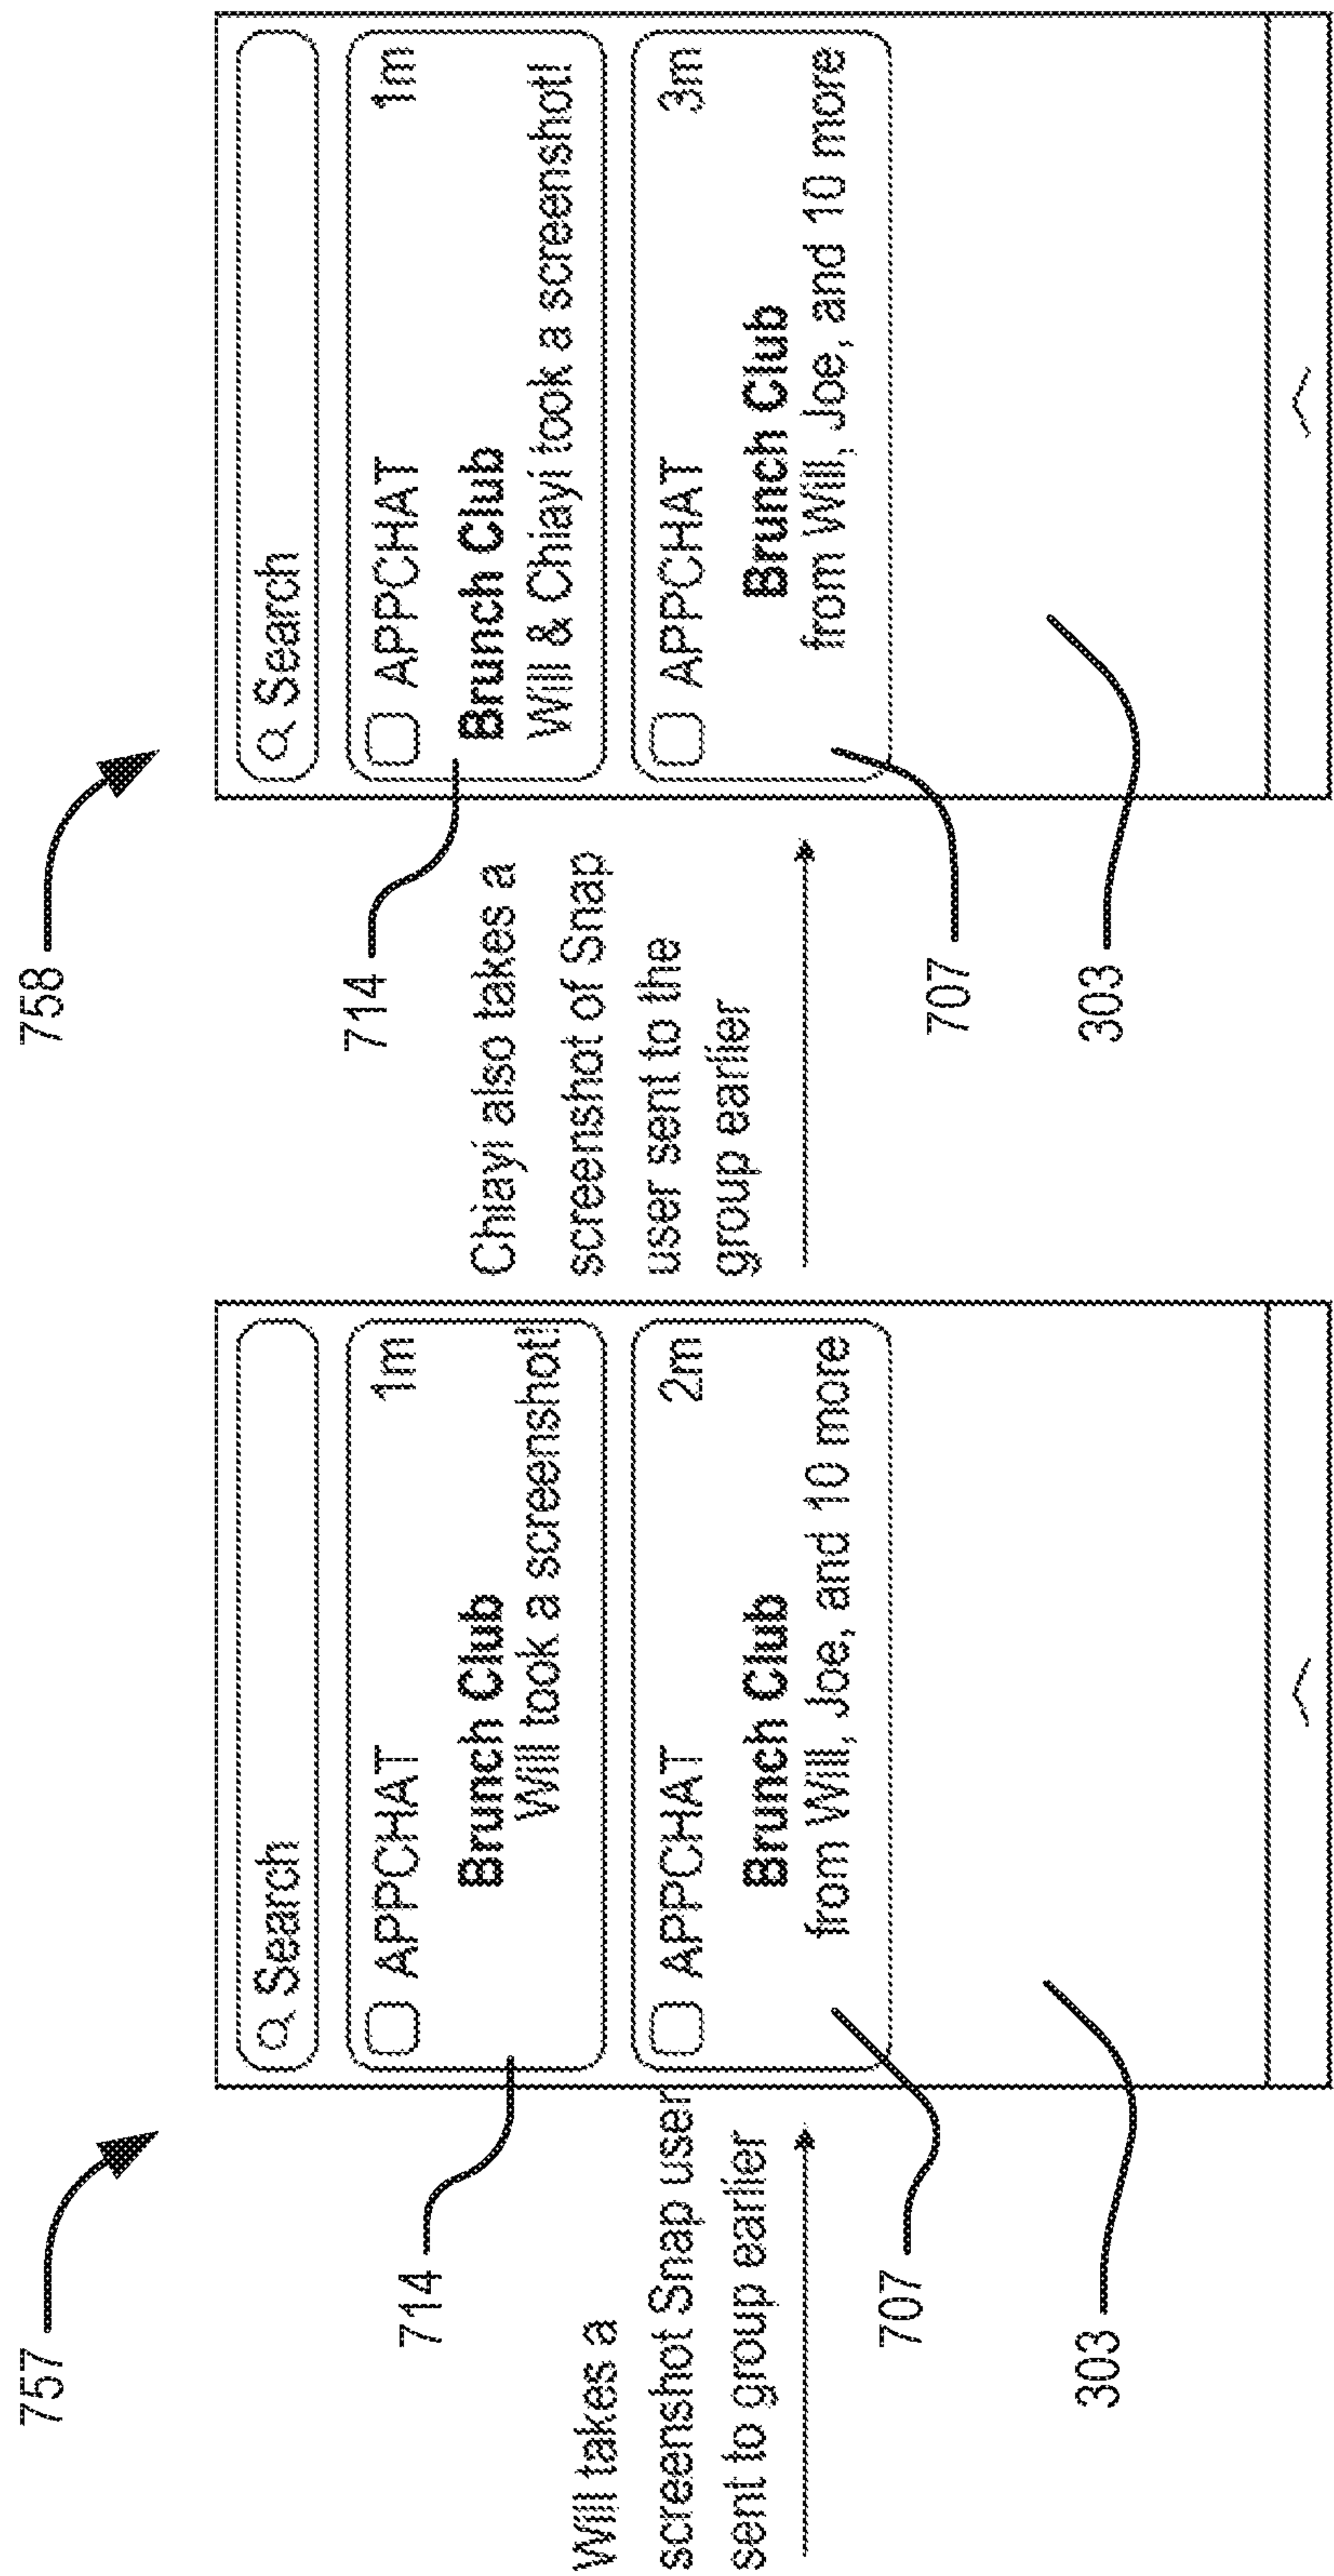 757
Will takes a
screenshot Snap user
sent to group earlier
714
707
303
Search
APPCHAT 1m
Brunch Club
Will took a screenshot!
APPCHAT 2m
Brunch Club
from Will, Joe, and 10 more
758
Chiayi also takes a
screenshot of Snap
user sent to the
group earlier
714
707
303
Search
APPCHAT 1m
Brunch Club
Will & Chiayi took a screenshot!
APPCHAT 3m
Brunch Club
from Will, Joe, and 10 more